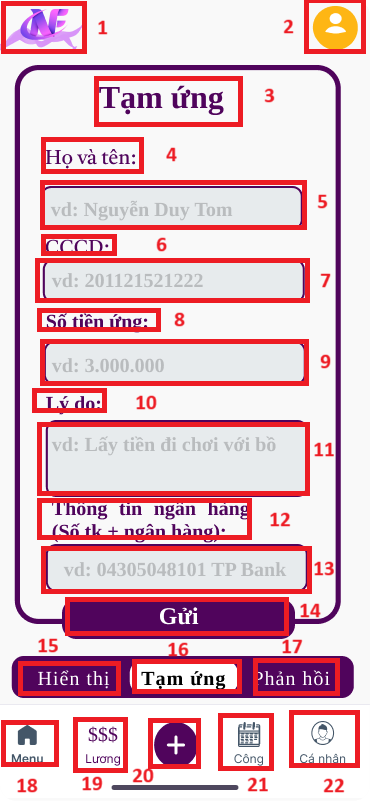 CNF
1
2
Tạm ứng
3
Họ và tên:
4
vd: Nguyễn Duy Tom
5
CCCD:
6
vd: 201121521222
7
Số tiền ứng:
8
vd: 3.000.000
9
Lý do:
10
vd: Lấy tiền đi chơi với bồ
11
Thông tin ngân hàng
(Số tk + ngân hàng):
12
vd: 04305048101 TP Bank
13
Gửi
14
15
16
17
Hiển thị
Tạm ứng
Phản hồi
$$$
Menu
Lương
Công
Cá nhân
18
19
20
21
22